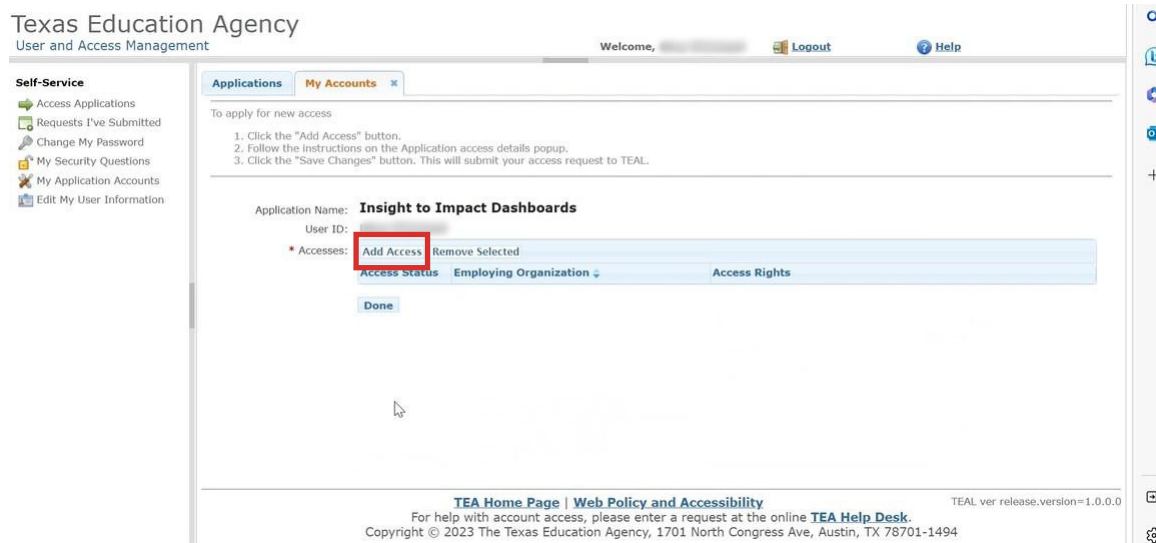 Texas Education Agency
User and Access Management
Welcome,
Logout
Help
Self-Service
Access Applications
Requests I've Submitted
Change My Password
My Security Questions
My Application Accounts
Edit My User Information
Applications
My Accounts
To apply for new access
1. Click the "Add Access" button.
2. Follow the instructions on the Application access details popup.
3. Click the "Save Changes" button. This will submit your access request to TEAL.
Application Name: Insight to Impact Dashboards
User ID:
* Accesses: Add Access Remove Selected
Access Status Employing Organization Access Rights
Done
TEA Home Page | Web Policy and Accessibility
TEAL ver release.version=1.0.0.0
For help with account access, please enter a request at the online TEA Help Desk.
Copyright © 2023 The Texas Education Agency, 1701 North Congress Ave, Austin, TX 78701-1494